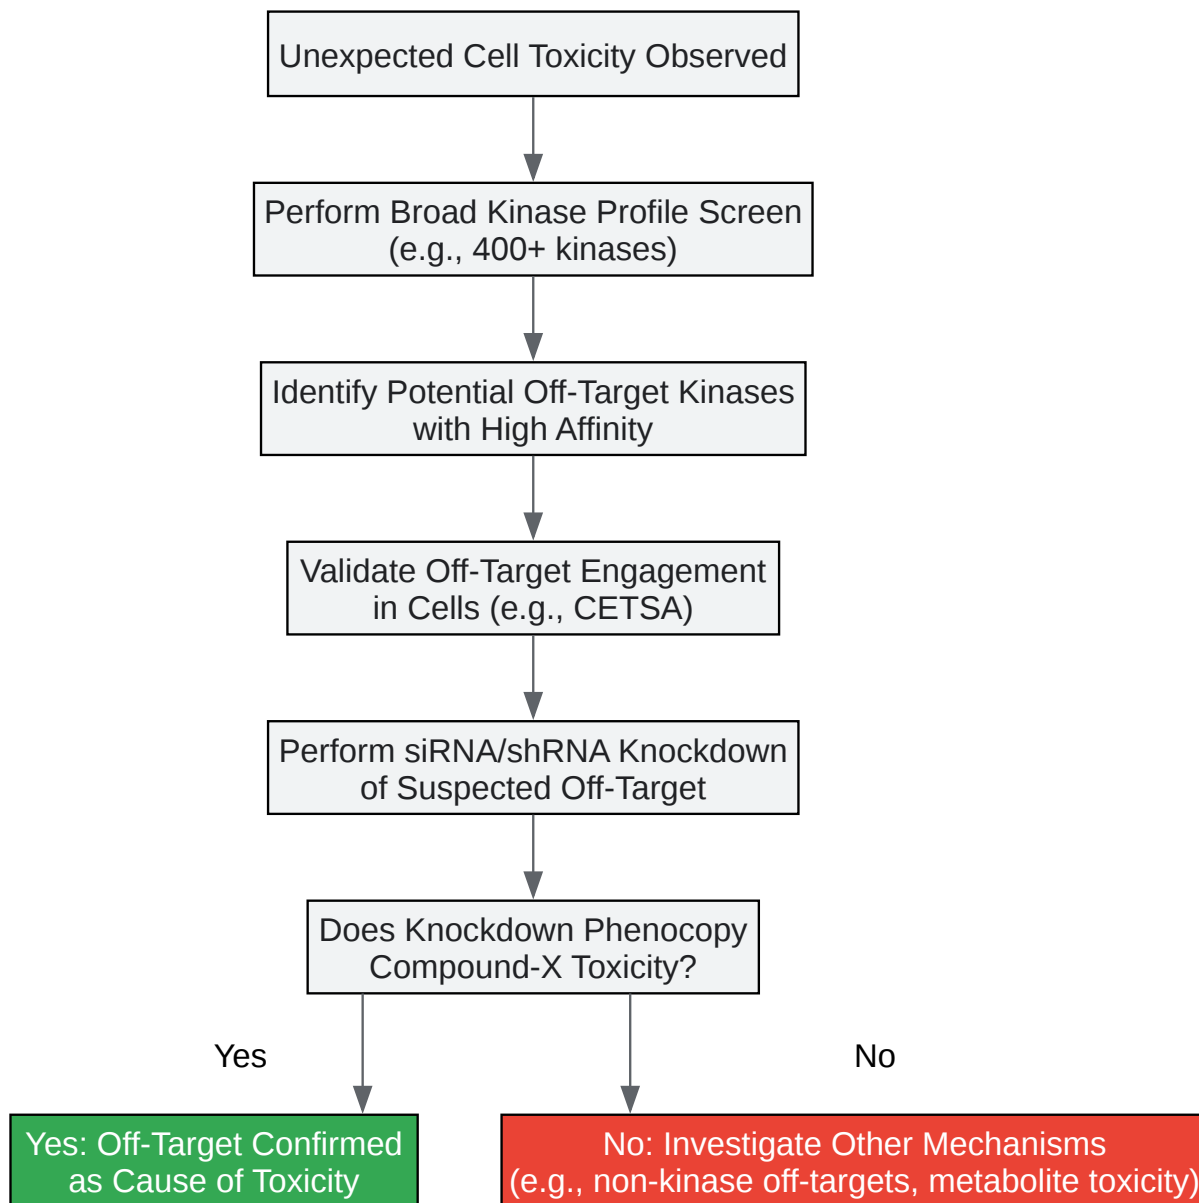 Unexpected Cell Toxicity Observed
Perform Broad Kinase Profile Screen
(e.g., 400+ kinases)
Identify Potential Off-Target Kinases
with High Affinity
Validate Off-Target Engagement
in Cells (e.g., CETSA)
Perform siRNA/shRNA Knockdown
of Suspected Off-Target
Does Knockdown Phenocopy
Compound-X Toxicity?
Yes
No
Yes: Off-Target Confirmed
as Cause of Toxicity
No: Investigate Other Mechanisms
(e.g., non-kinase off-targets, metabolite toxicity)